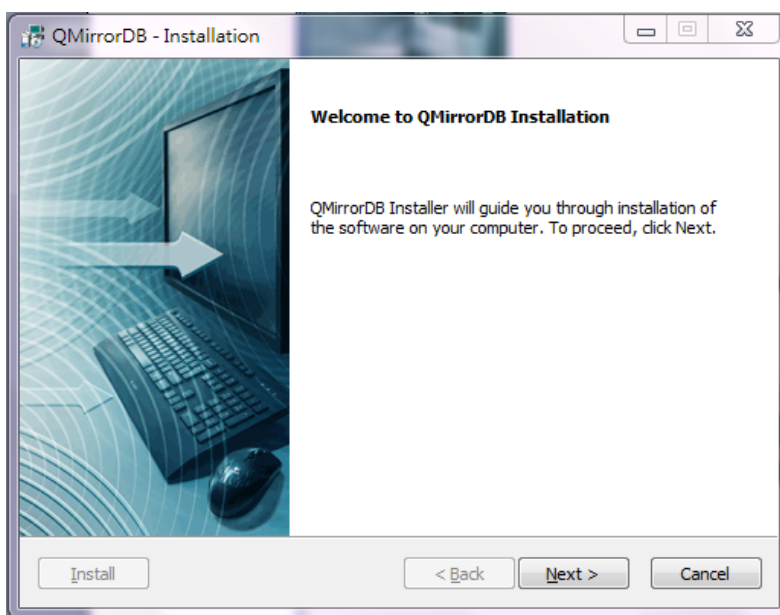 QMirrorDB - Installation
Welcome to QMirrorDB Installation
QMirrorDB Installer will guide you through installation of
the software on your computer. To proceed, click Next.
Install
< Back
Next >
Cancel